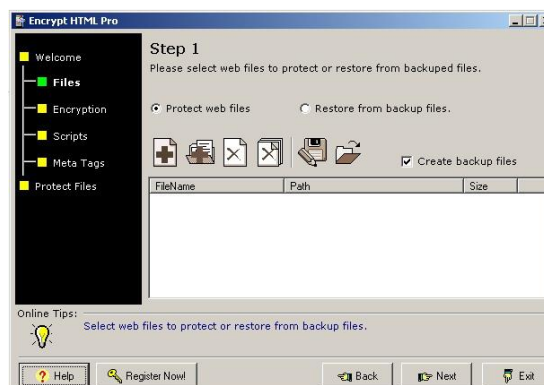 Encrypt HTML Pro
Welcome
Files
Encryption
Scripts
Meta Tags
Protect Files
Step 1
Please select web files to protect or restore from backuped files.
Protect web files
Restore from backup files.
Create backup files
FileName Path Size
Online Tips:
Select web files to protect or restore from backup files.
? Help Register Now! Back Next Exit